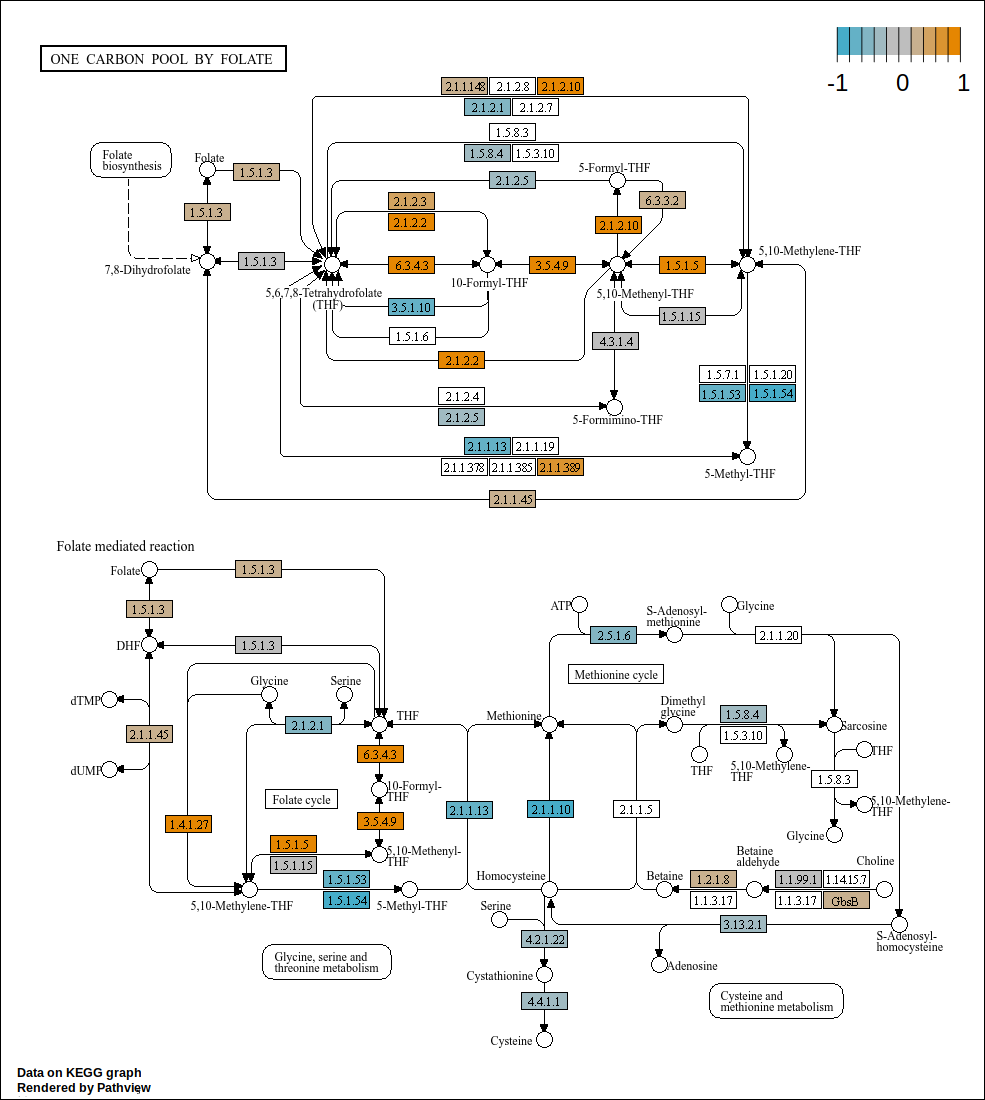 ONE CARBON POOL BY FOLATE
-1 0 1
2.1.1.148 2.1.2.8 2.1.2.10
2.1.2.1 2.1.2.7
1.5.8.3
1.5.8.4 1.5.3.10
Folate
biosynthesis
Folate
1.5.1.3
2.1.2.5
5-Formyl-THF
6.3.3.2
1.5.1.3
2.1.2.3
2.1.2.2
2.1.2.10
5,10-Methylene-THF
7,8-Dihydrofolate
1.5.1.3
6.3.4.3
3.5.4.9
1.5.1.5
10-Formyl-THF
5,6,7,8-Tetrahydrofolate
(THF)
5,10-Methenyl-THF
3.5.1.10
1.5.1.15
1.5.1.6
4.3.1.4
2.1.2.2
1.5.7.1 1.5.1.20
1.5.1.53 1.5.1.54
2.1.2.4
2.1.2.5
5-Formimino-THF
2.1.1.13 2.1.1.19
2.1.1.378 2.1.1.385 2.1.1.389
5-Methyl-THF
2.1.1.45
Folate mediated reaction
Folate
1.5.1.3
1.5.1.3
DHF
1.5.1.3
Glycine
Serine
dTMP
2.1.2.1
THF
2.1.1.45
6.3.4.3
dUMP
10-Formyl-
THF
Folate cycle
1.4.1.27
3.5.4.9
1.5.1.5
1.5.1.15
5,10-Methenyl-
THF
1.5.1.53
1.5.1.54
5,10-Methylene-THF
5-Methyl-THF
2.1.1.13
Glycine, serine and
threonine metabolism
ATP
S-Adenosyl-
methionine
Glycine
2.5.1.6
2.1.1.20
Methionine cycle
Methionine
Dimethyl
glycine
1.5.8.4
1.5.3.10
Sarcosine
THF
THF
5,10-Methylene-
THF
1.5.8.3
2.1.1.10
2.1.1.5
5,10-Methylene-
THF
Glycine
Betaine
aldehyde
Choline
Homocysteine
Betaine
1.2.1.8
1.1.3.17
1.1.99.1 1.14.15.7
1.1.3.17 GbsB
Serine
3.13.2.1
4.2.1.22
S-Adenosyl-
homocysteine
Cystathionine
Adenosine
4.4.1.1
Cysteine and
methionine metabolism
Cysteine
Data on KEGG graph
Rendered by Pathview